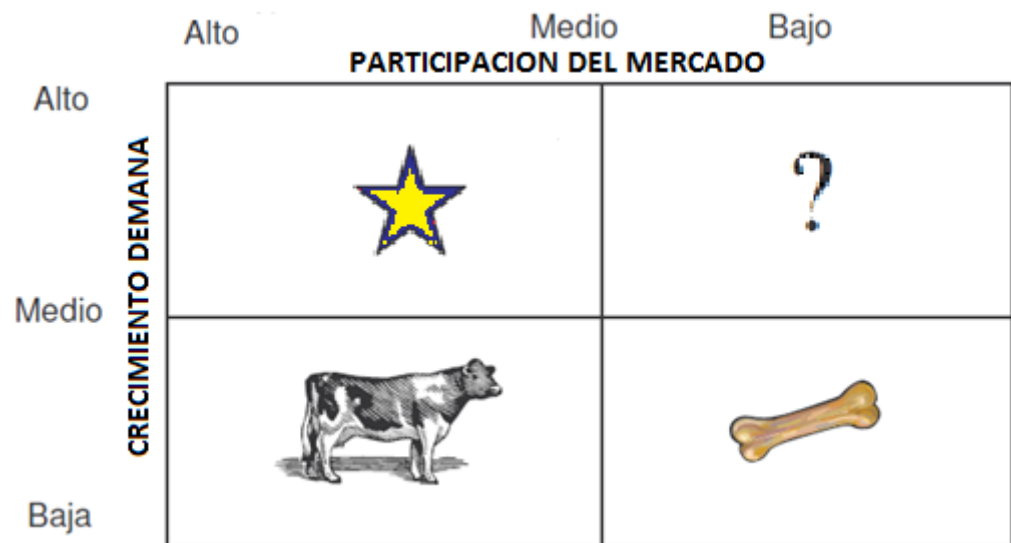 Alto Medio Bajo
PARTICIPACION DEL MERCADO
Alto
CRECIMIENTO DEMANA
?
Medio
Baja